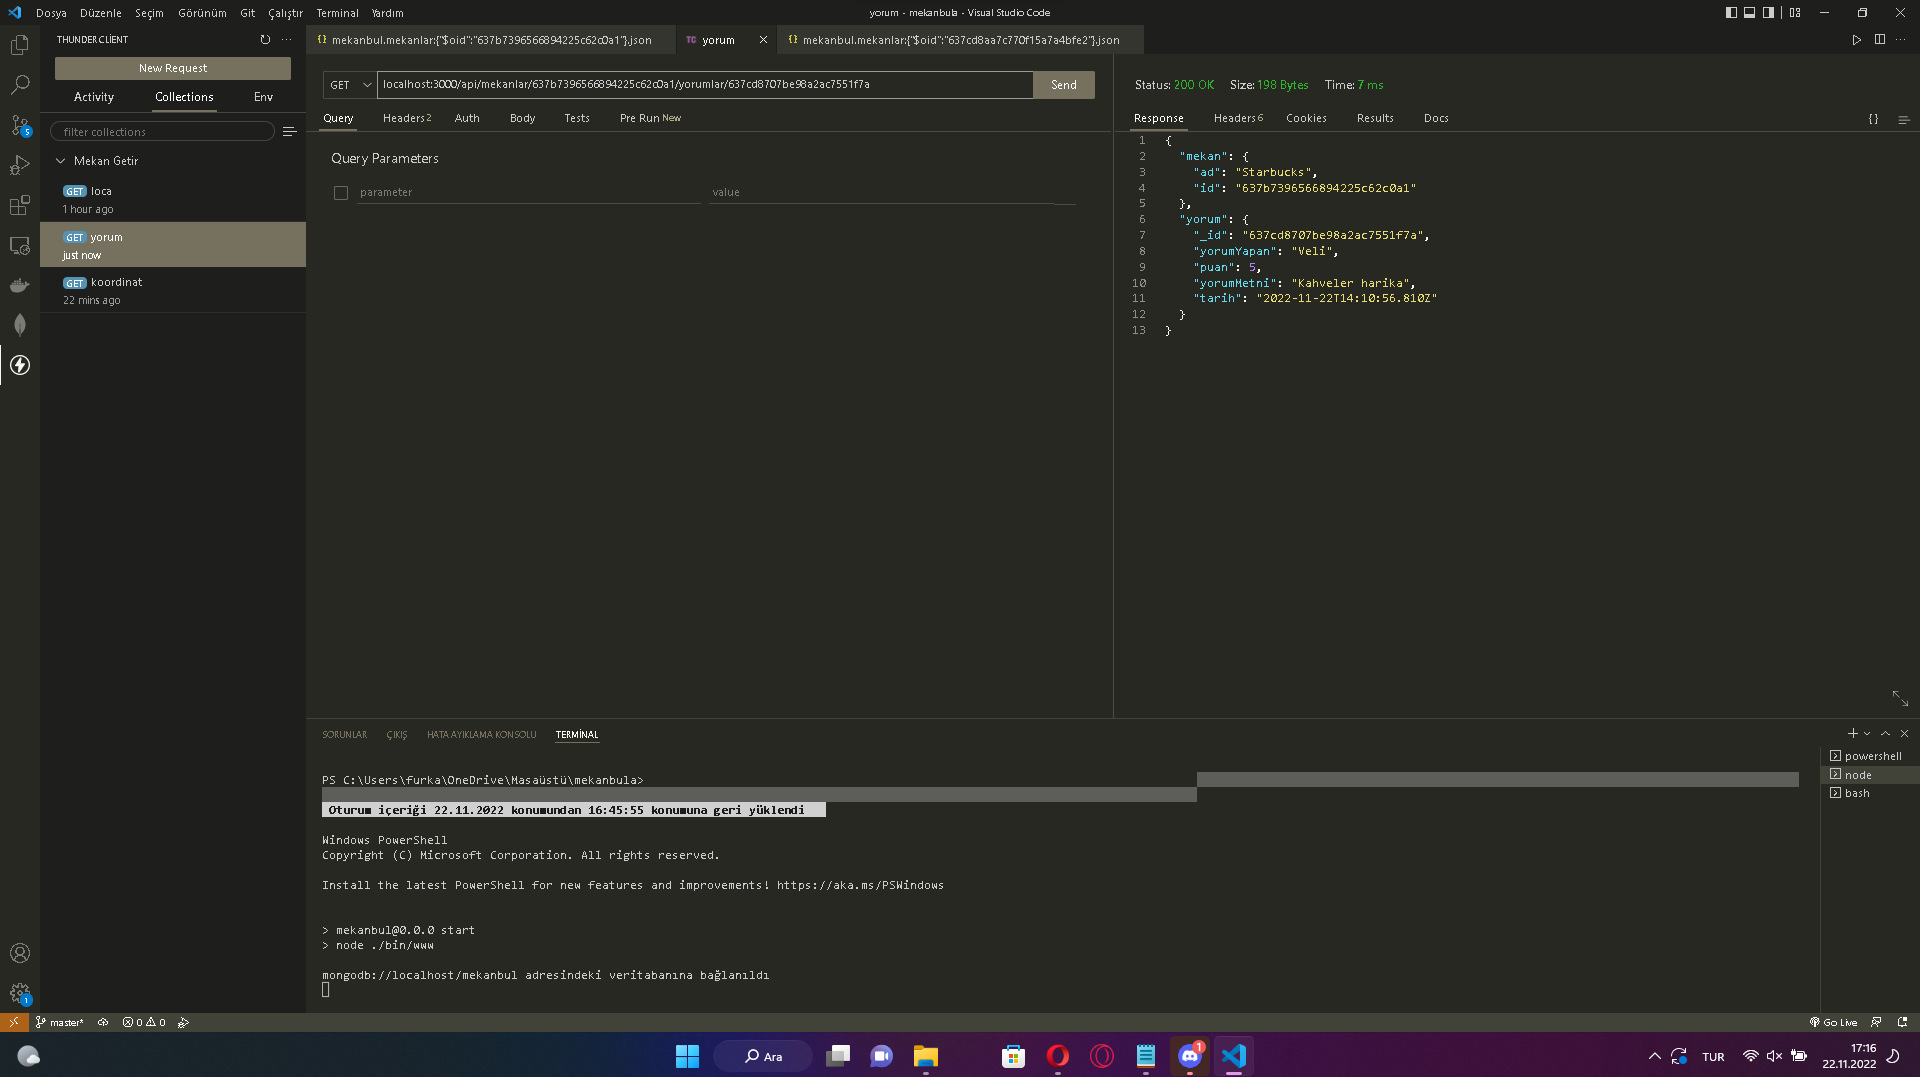 Dosya Düzenle Seçim Görünüm Git Çalıştır Terminal Yardım
yorum - mekanbula - Visual Studio Code
THUNDER CLIENT
New Request
Activity Collections Env
filter collections
Mekan Getir
GET loca
1 hour ago
GET yorum
just now
GET koordinat
22 mins ago
{} mekanbul.mekanlar:{"$oid":"637b7396566894225c62c0a1"}.json
TC yorum
{} mekanbul.mekanlar:{"$oid":"637cd8aa7c770f15a7a4bfe2"}.json
GET localhost:3000/api/mekanlar/637b7396566894225c62c0a1/yorumlar/637cd8707be98a2ac7551f7a Send
Query Headers 2 Auth Body Tests Pre Run New
Query Parameters
parameter value
Status: 200 OK Size: 198 Bytes Time: 7 ms
Response Headers 6 Cookies Results Docs {}
1 {
2 "mekan": {
3 "ad": "Starbucks",
4 "id": "637b7396566894225c62c0a1"
5 },
6 "yorum": {
7 "_id": "637cd8707be98a2ac7551f7a",
8 "yorumYapan": "Veli",
9 "puan": 5,
10 "yorumMetni": "Kahveler harika",
11 "tarih": "2022-11-22T14:10:56.810Z"
12 }
13 }
SORUNLAR ÇIKIŞ HATA AYIKLAMA KONSOLU TERMİNAL
PS C:\Users\furka\OneDrive\Masaüstü\mekanbula>
Oturum içeriği 22.11.2022 konumundan 16:45:55 konumuna geri yüklendi
Windows PowerShell
Copyright (C) Microsoft Corporation. All rights reserved.
Install the latest PowerShell for new features and improvements! https://aka.ms/PSWindows
> mekanbul@0.0.0 start
> node ./bin/www
mongodb://localhost/mekanbul adresindeki veritabanına bağlanıldı
powershell
node
bash
5
1
master* 0 0 Go Live
Ara
1
TUR
17:16
22.11.2022